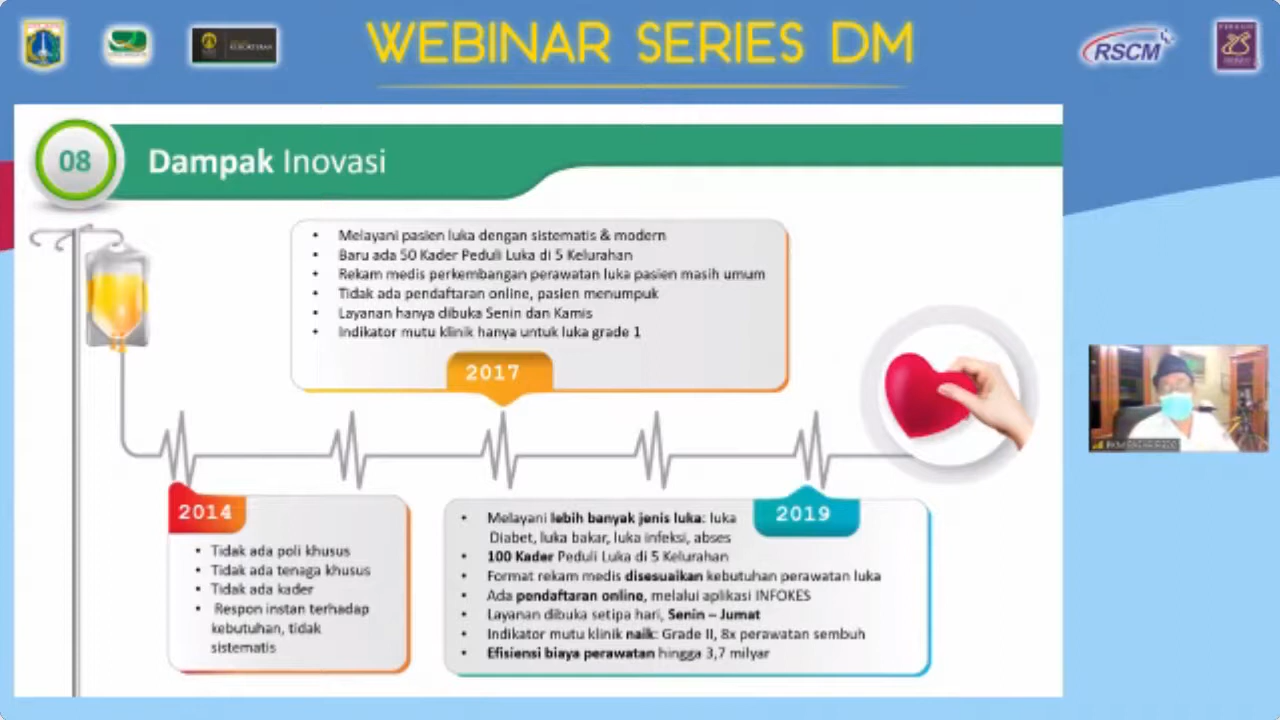 WEBINAR SERIES DM
RSCM
08
Dampak Inovasi
• Melayani pasien luka dengan sistematis & modern
• Baru ada 50 Kader Peduli Luka di 5 Kelurahan
• Rekam medis perkembangan perawatan luka pasien masih umum
• Tidak ada pendaftaran online, pasien menumpuk
• Layanan hanya dibuka Senin dan Kamis
• Indikator mutu klinik hanya untuk luka grade 1
2017
2014
• Tidak ada poli khusus
• Tidak ada tenaga khusus
• Tidak ada kader
• Respon instan terhadap
kebutuhan, tidak
sistematis
2019
• Melayani lebih banyak jenis luka: luka
Diabet, luka bakar, luka infeksi, abses
• 100 Kader Peduli Luka di 5 Kelurahan
• Format rekam medis disesuaikan kebutuhan perawatan luka
• Ada pendaftaran online, melalui aplikasi INFOKES
• Layanan dibuka setipa hari, Senin – Jumat
• Indikator mutu klinik naik: Grade II, 8x perawatan sembuh
• Efisiensi biaya perawatan hingga 3,7 milyar